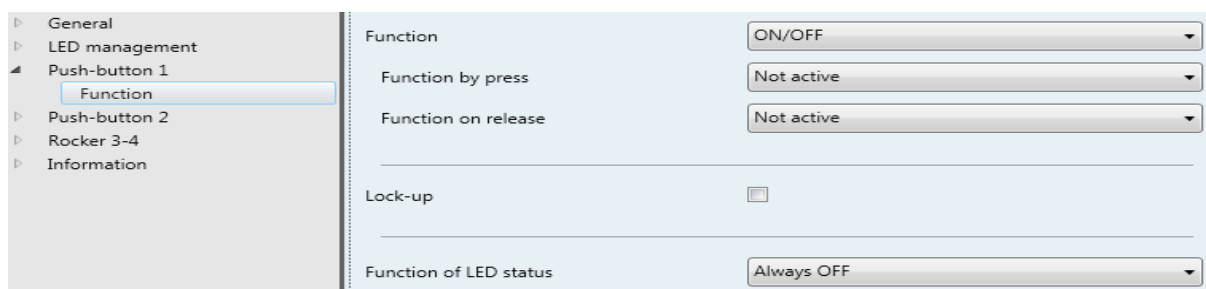 General
LED management
Push-button 1
Function
Push-button 2
Rocker 3-4
Information
Function ON/OFF
Function by press Not active
Function on release Not active
Lock-up
Function of LED status Always OFF